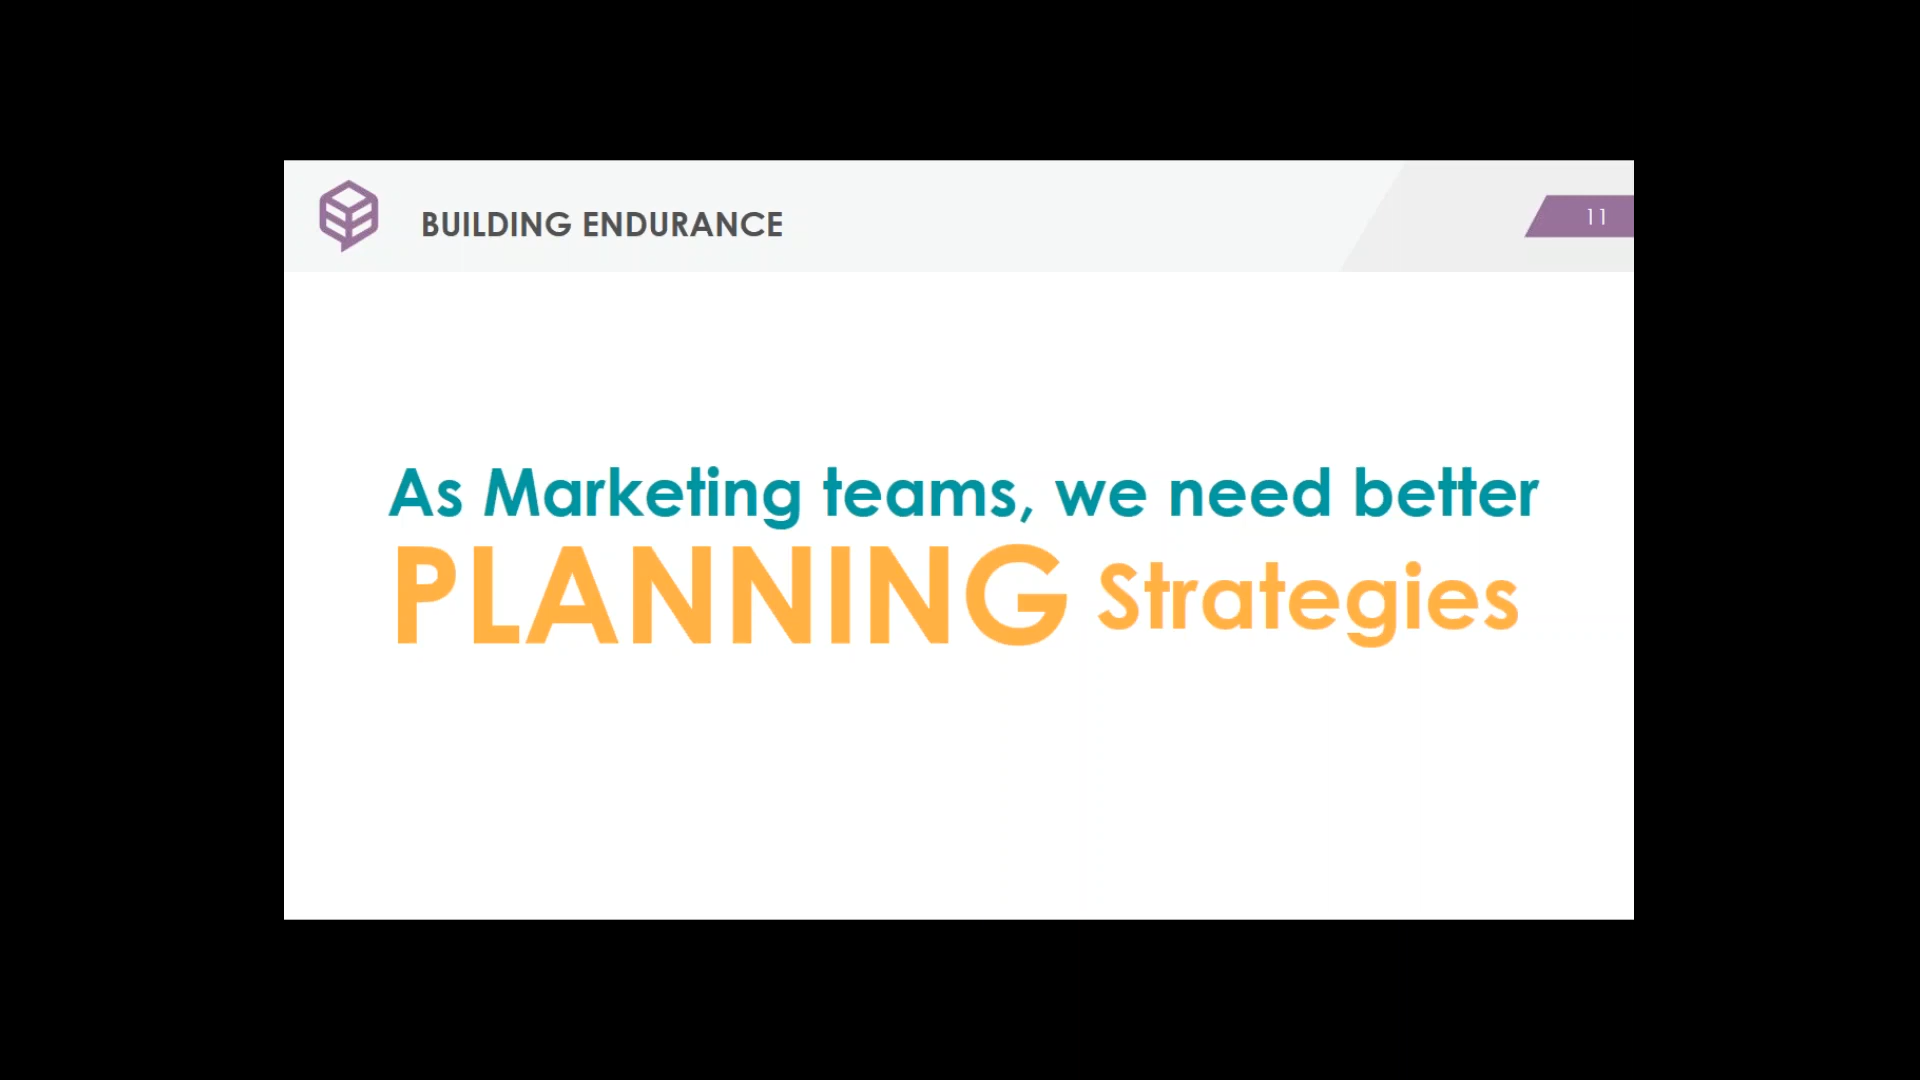 BUILDING ENDURANCE
11
As Marketing teams, we need better
PLANNING Strategies